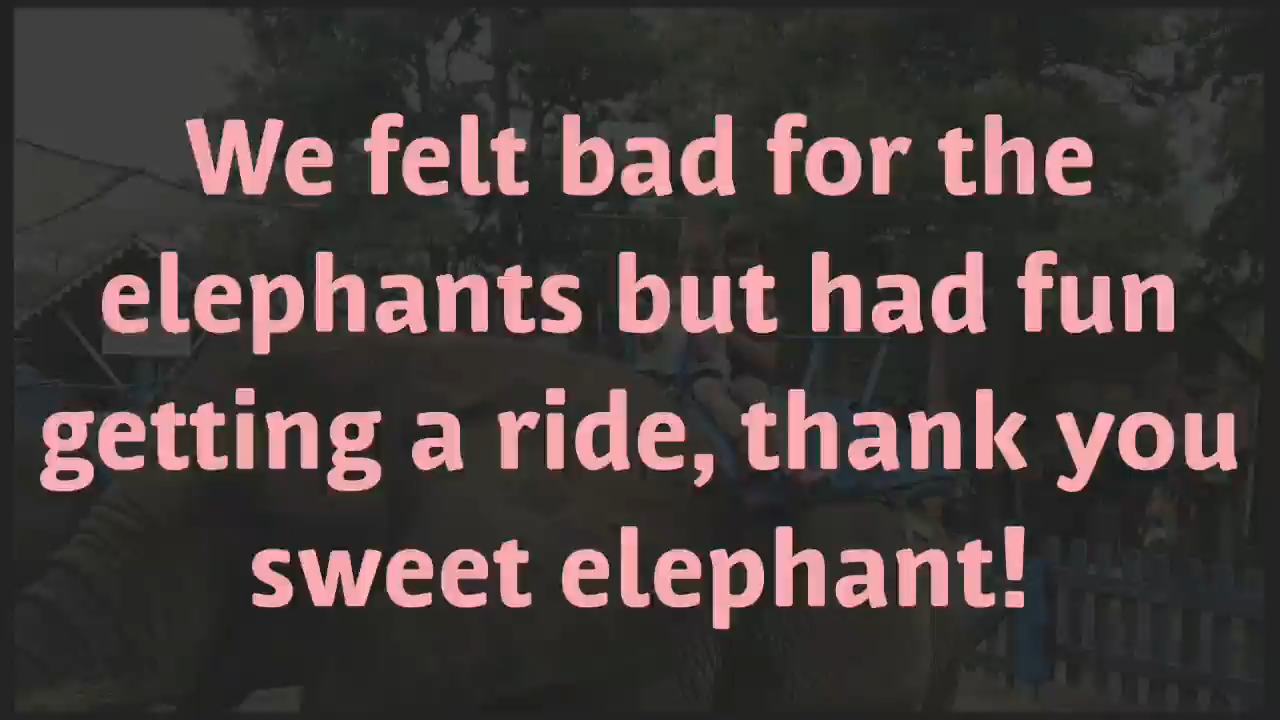 We felt bad for the
elephants but had fun
getting a ride, thank you
sweet elephant!